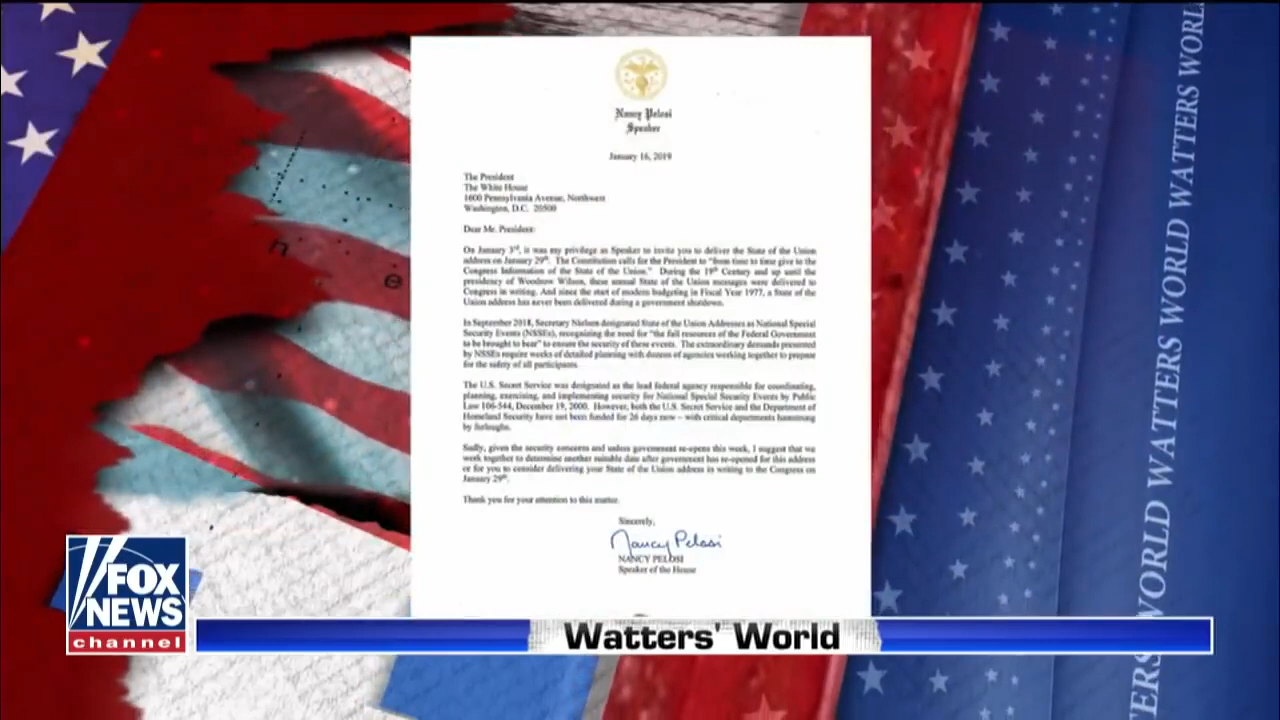 Nancy Pelosi
Speaker
January 16, 2019
The President
The White House
1600 Pennsylvania Avenue, Northwest
Washington, D.C. 20500
Dear Mr. President:
On January 3rd, it was my privilege as Speaker to invite you to deliver the State of the Union
address on January 29th. The Constitution calls for the President to "from time to time give to the
Congress Information of the State of the Union." During the 19th Century and up until the
presidency of Woodrow Wilson, these annual State of the Union messages were delivered to
Congress in writing. And since the start of modern budgeting in Fiscal Year 1977, a State of the
Union address has never been delivered during a government shutdown.
In September 2018, Secretary Nielsen designated State of the Union Addresses as National Special
Security Events (NSSEs), recognizing the need for "the full resources of the Federal Government
to be brought to bear" to ensure the security of these events. The extraordinary demands presented
by NSSEs require weeks of detailed planning with dozens of agencies working together to prepare
for the safety of all participants.
The U.S. Secret Service was designated as the lead federal agency responsible for coordinating,
planning, exercising, and implementing security for National Special Security Events by Public
Law 106-544, December 19, 2000. However, both the U.S. Secret Service and the Department of
Homeland Security have not been funded for 26 days now – with critical departments hamstrung
by furloughs.
Sadly, given the security concerns and unless government re-opens this week, I suggest that we
work together to determine another suitable date after government has re-opened for this address
or for you to consider delivering your State of the Union address in writing to the Congress on
January 29th.
Thank you for your attention to this matter.
Sincerely,
Nancy Pelosi
NANCY PELOSI
Speaker of the House
FOX
NEWS
channel
Watters' World
WORLD WATTERS WORLD WATTERS WORL